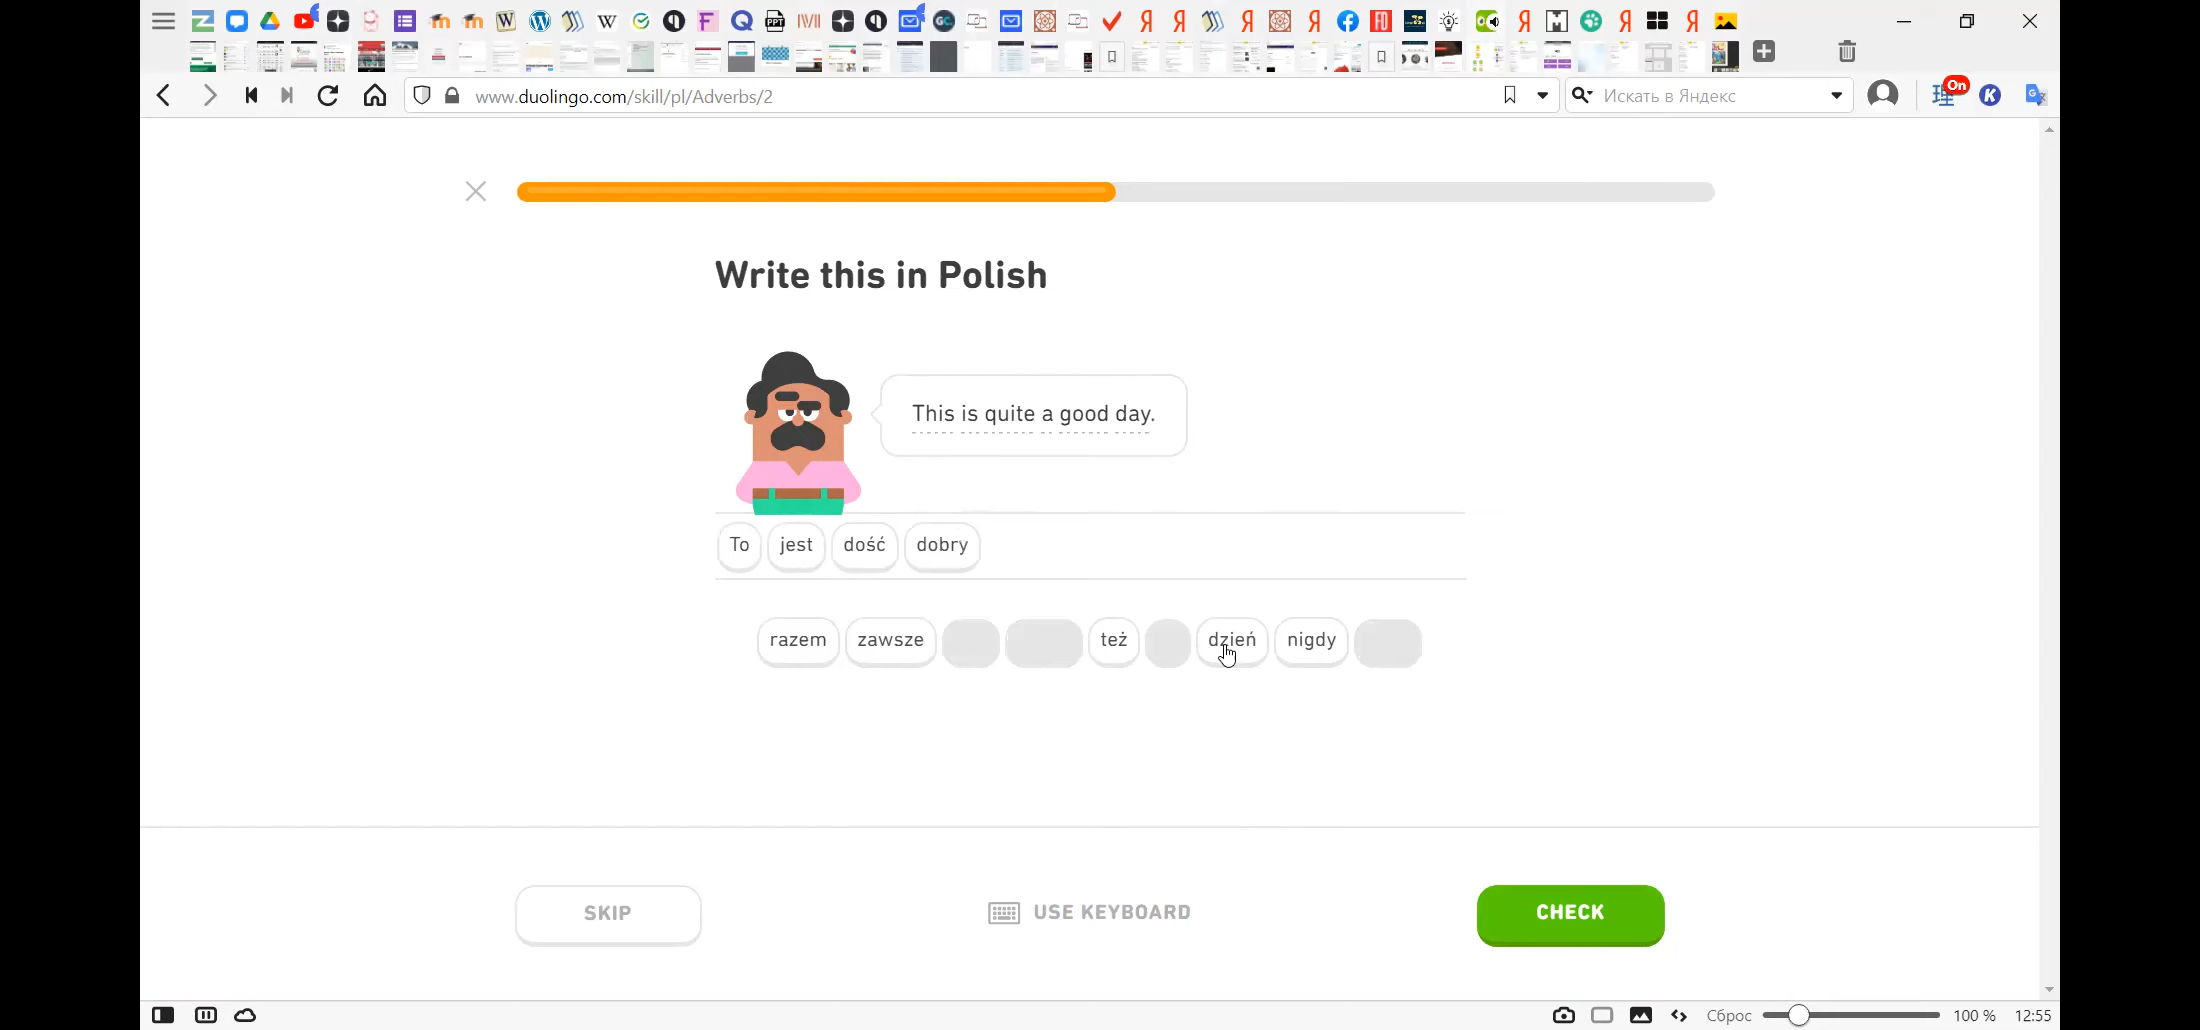 On
www.duolingo.com/skill/pl/Adverbs/2
Искать в Яндекс
Write this in Polish
This is quite a good day.
To jest dość dobry
razem zawsze też dzień nigdy
SKIP
USE KEYBOARD
CHECK
Сброс
100 %
12:55